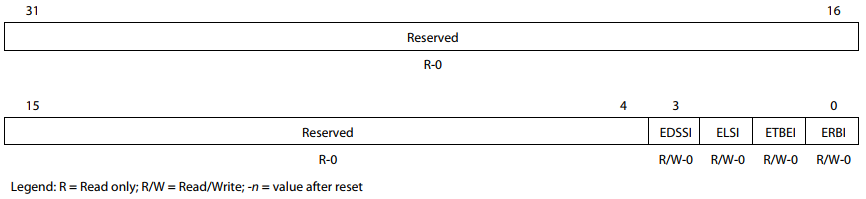 31 16
Reserved
R-0
15 4 3 0
Reserved EDSSI ELSI ETBEI ERBI
R-0 R/W-0 R/W-0 R/W-0 R/W-0
Legend: R = Read only; R/W = Read/Write; -n = value after reset